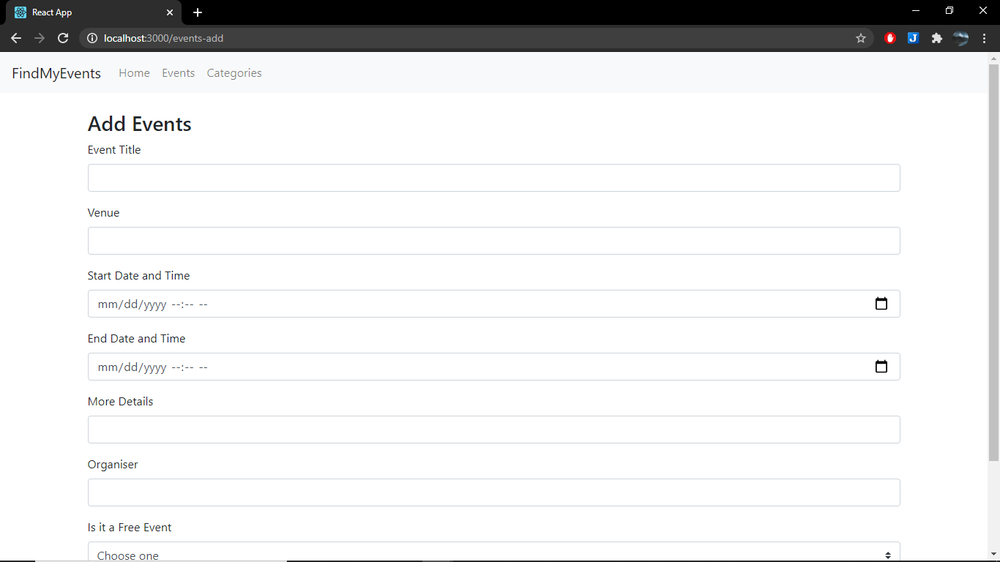 React App
localhost:3000/events-add
FindMyEvents Home Events Categories
Add Events
Event Title
Venue
Start Date and Time
mm/dd/yyyy --:-- --
End Date and Time
mm/dd/yyyy --:-- --
More Details
Organiser
Is it a Free Event
Choose one